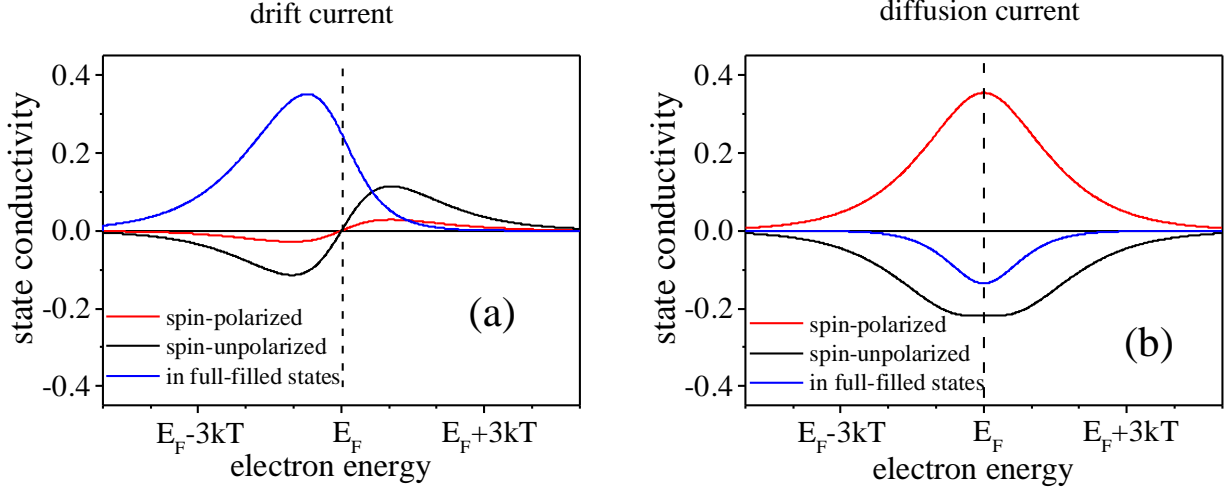 drift current
0.4
0.2
0.0
-0.2
-0.4
state conductivity
spin-polarized
spin-unpolarized
in full-filled states
(a)
E_F-3kT
E_F
E_F+3kT
electron energy
diffusion current
0.4
0.2
0.0
-0.2
-0.4
state conductivity
spin-polarized
spin-unpolarized
in full-filled states
(b)
E_F-3kT
E_F
E_F+3kT
electron energy